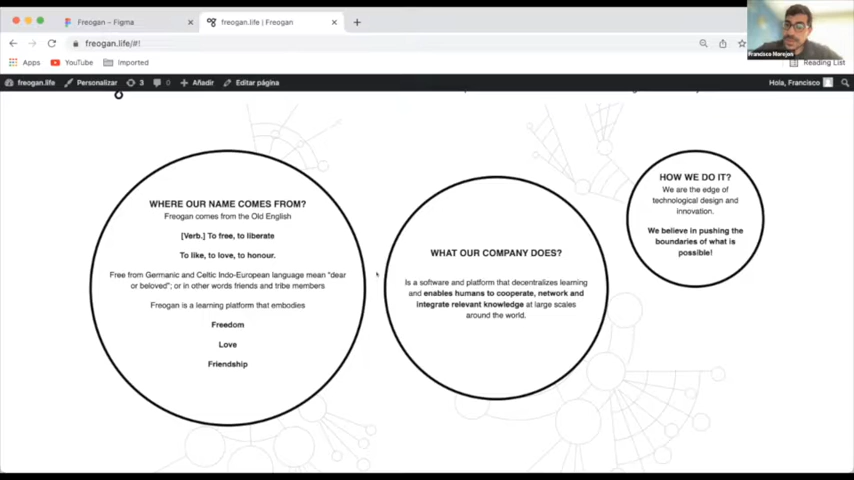 Freogan – Figma
freogan.life | Freogan
freogan.life/#!
Francisco Norejon
Apps
YouTube
Imported
Reading List
freogan.life
Personalizar
3
0
Añadir
Editar página
Hola, Francisco
WHERE OUR NAME COMES FROM?
Freogan comes from the Old English
[Verb.] To free, to liberate
To like, to love, to honour.
Free from Germanic and Celtic Indo-European language mean "dear
or beloved"; or in other words friends and tribe members
Freogan is a learning platform that embodies
Freedom
Love
Friendship
WHAT OUR COMPANY DOES?
Is a software and platform that decentralizes learning
and enables humans to cooperate, network and
integrate relevant knowledge at large scales
around the world.
HOW WE DO IT?
We are the edge of
technological design and
innovation.
We believe in pushing the
boundaries of what is
possible!